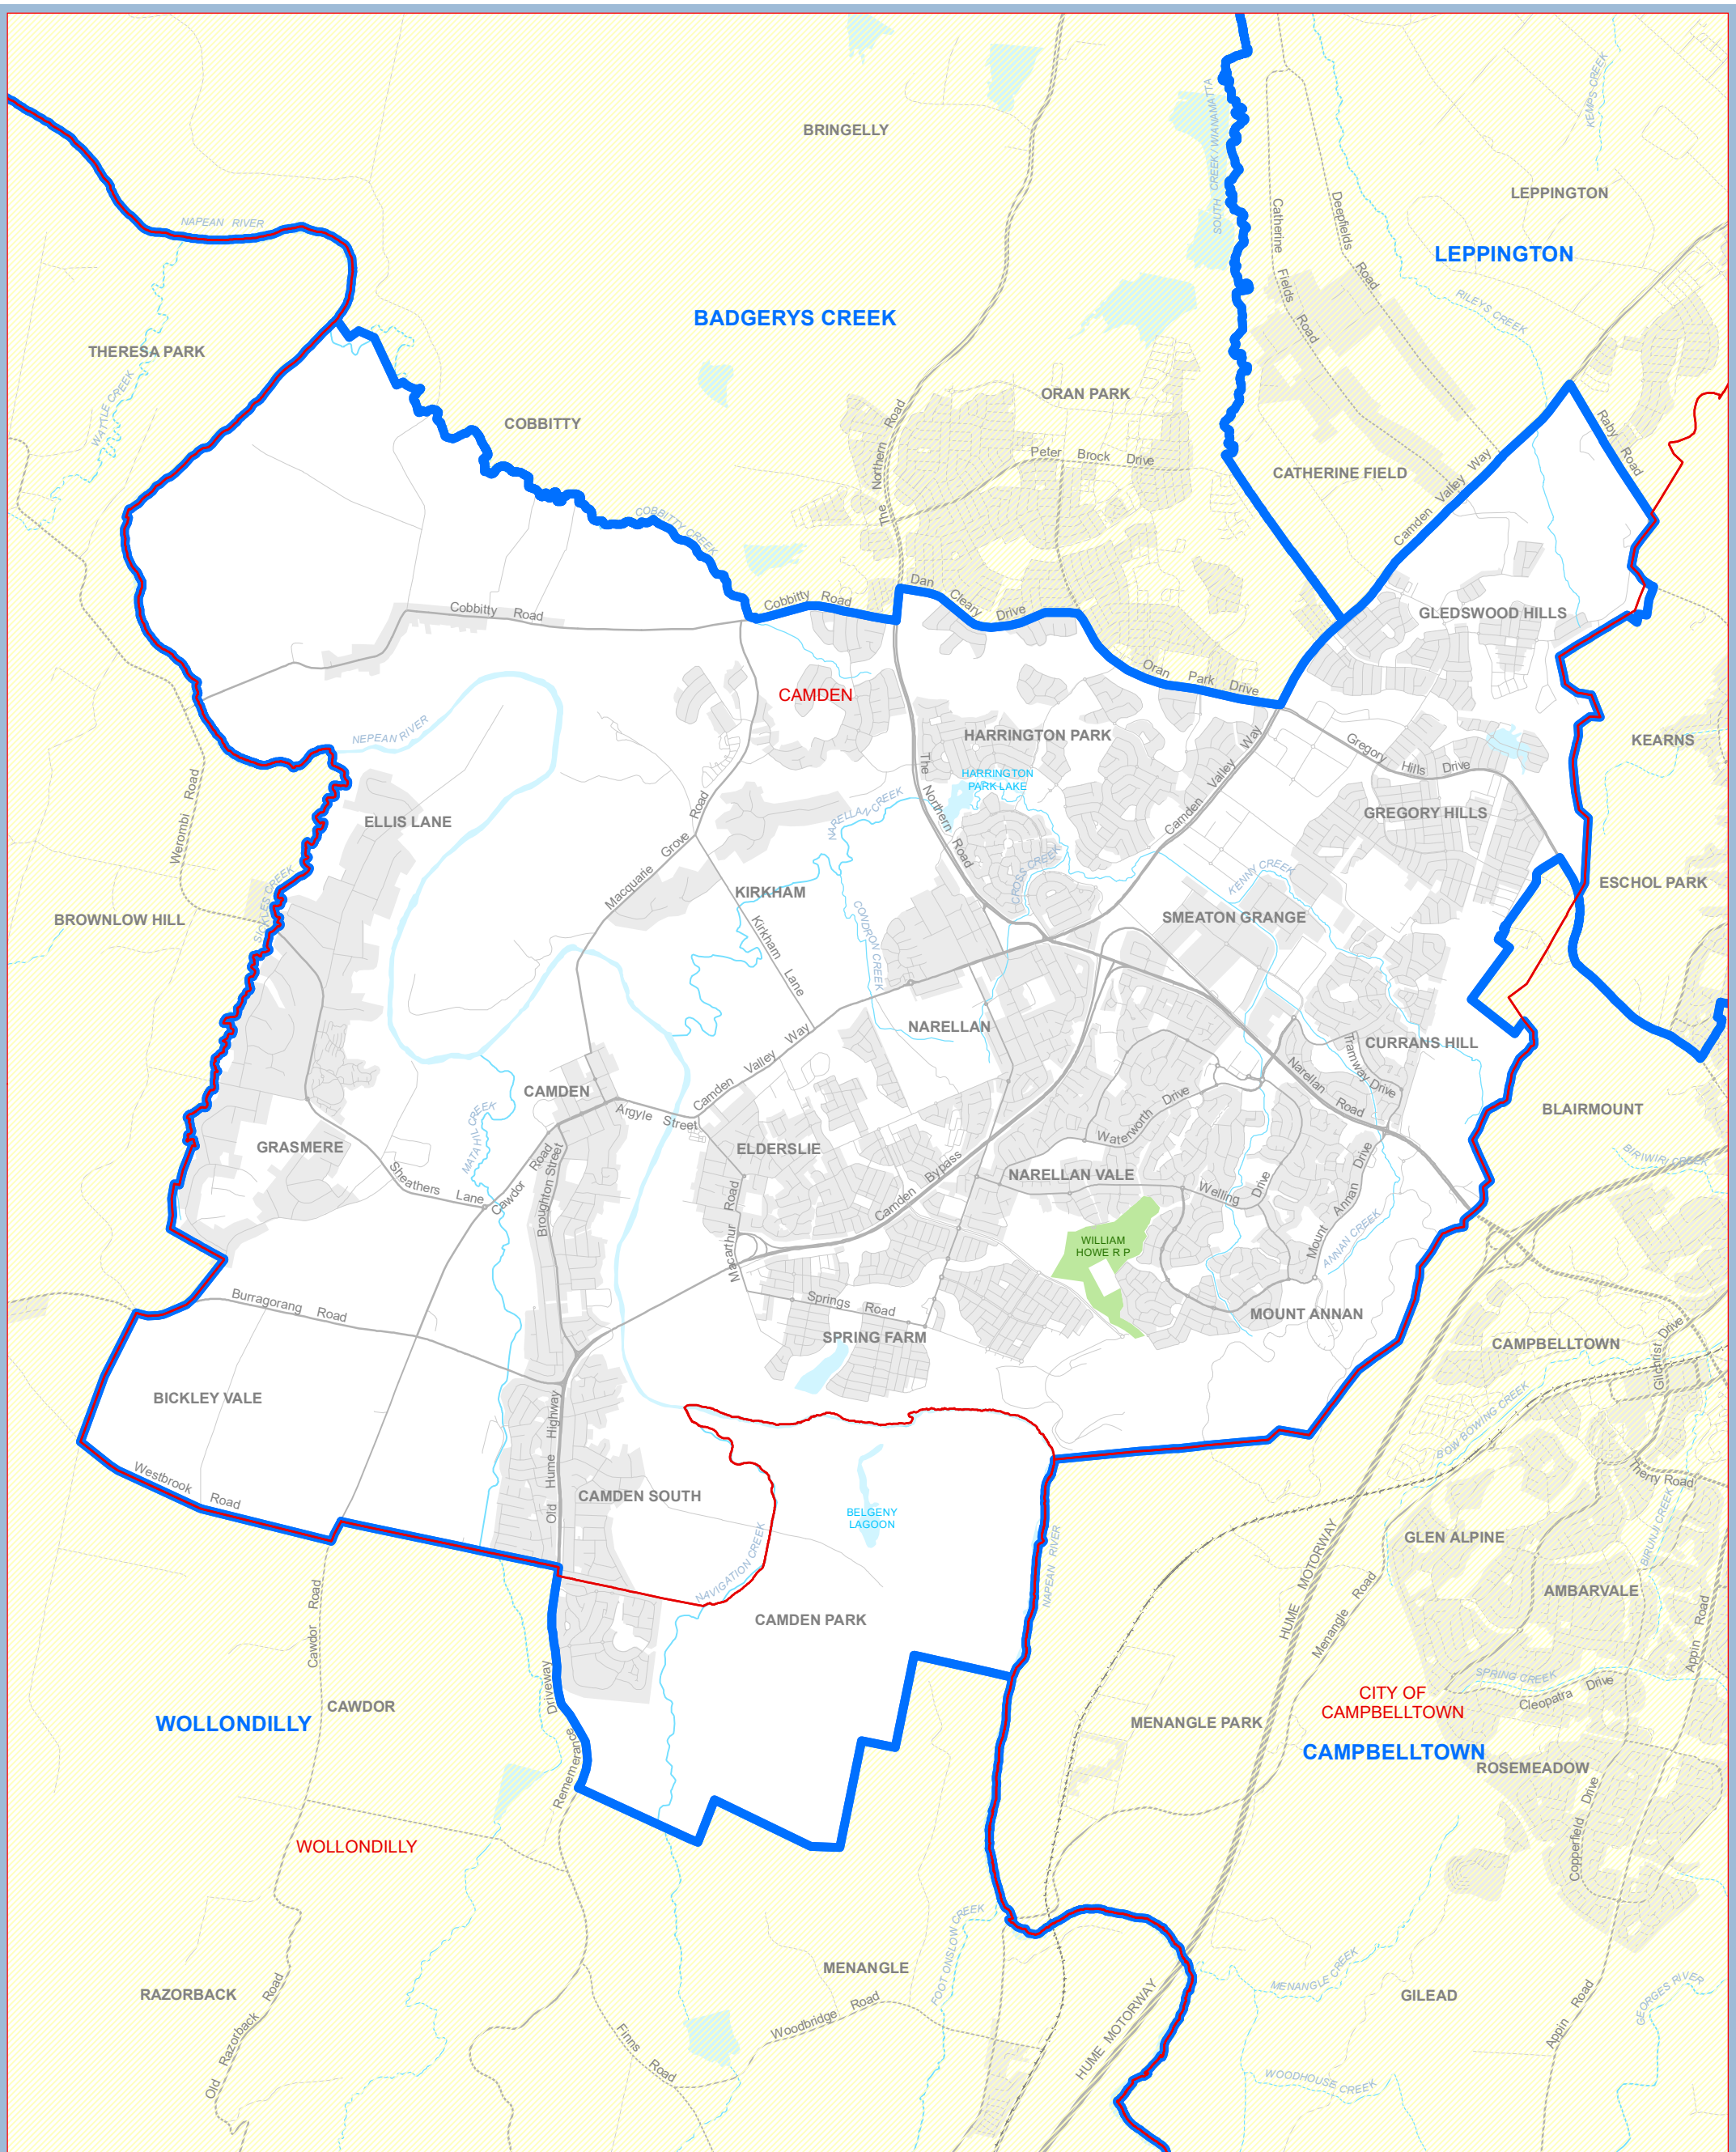 BRINGELLY
SOUTH CREEK / WIANAMATTA
KEMPS CREEK
LEPPINGTON
NAPEAN RIVER
Catherine Fields Road
Deepfields Road
LEPPINGTON
RILEYS CREEK
BADGERYS CREEK
THERESA PARK
WATTLE CREEK
ORAN PARK
COBBITTY
The Northern Road
Peter Brock Drive
CATHERINE FIELD
Camden Valley Way
Raby Road
COBBITTY CREEK
Dan Cleary Drive
Cobbitty Road
Cobbitty Road
GLEDSWOOD HILLS
Oran Park Drive
CAMDEN
NEPEAN RIVER
HARRINGTON PARK
KEARNS
Gregory Hills Drive
HARRINGTON
PARK LAKE
The Northern Road
Camden Valley Way
NARELLAN CREEK
GREGORY HILLS
ELLIS LANE
Werombi Road
Macquarie Grove Road
KIRKHAM
Kirkham Lane
CROSS CREEK
KENNY CREEK
ESCHOL PARK
BROWNLOW HILL
SICKLES CREEK
CONDRON CREEK
SMEATON GRANGE
NARELLAN
CURRANS HILL
Tramway Drive
Narellan Road
Camden Valley Way
CAMDEN
Argyle Street
MATAHIL CREEK
Waterworth Drive
BLAIRMOUNT
GRASMERE
ELDERSLIE
BIRIWIRI CREEK
Sheathers Lane
Cawdor Road
Broughton Street
Camden Bypass
NARELLAN VALE
Welling Drive
Mount Annan Drive
Macarthur Road
WILLIAM
HOWE R P
ANNAN CREEK
Burragorang Road
Springs Road
MOUNT ANNAN
SPRING FARM
CAMPBELLTOWN
Gilchrist Drive
BICKLEY VALE
Old Hume Highway
BOW BOWING CREEK
Westbrook Road
Therry Road
CAMDEN SOUTH
BELGENY
LAGOON
GLEN ALPINE
BIRUNJI CREEK
NAVIGATION CREEK
NAPEAN RIVER
HUME MOTORWAY
Menangle Road
AMBARVALE
Appin Road
CAMDEN PARK
Cawdor Road
SPRING CREEK
Cleopatra Drive
CITY OF
CAMPBELLTOWN
CAWDOR
WOLLONDILLY
Rememerance Driveway
MENANGLE PARK
CAMPBELLTOWN
ROSEMEADOW
Copperfield Drive
WOLLONDILLY
FOOT ONSLOW CREEK
MENANGLE
RAZORBACK
Old Razorback Road
Finns Road
Woodbridge Road
HUME MOTORWAY
MENANGLE CREEK
GILEAD
GEORGES RIVER
Appin Road
WOODHOUSE CREEK